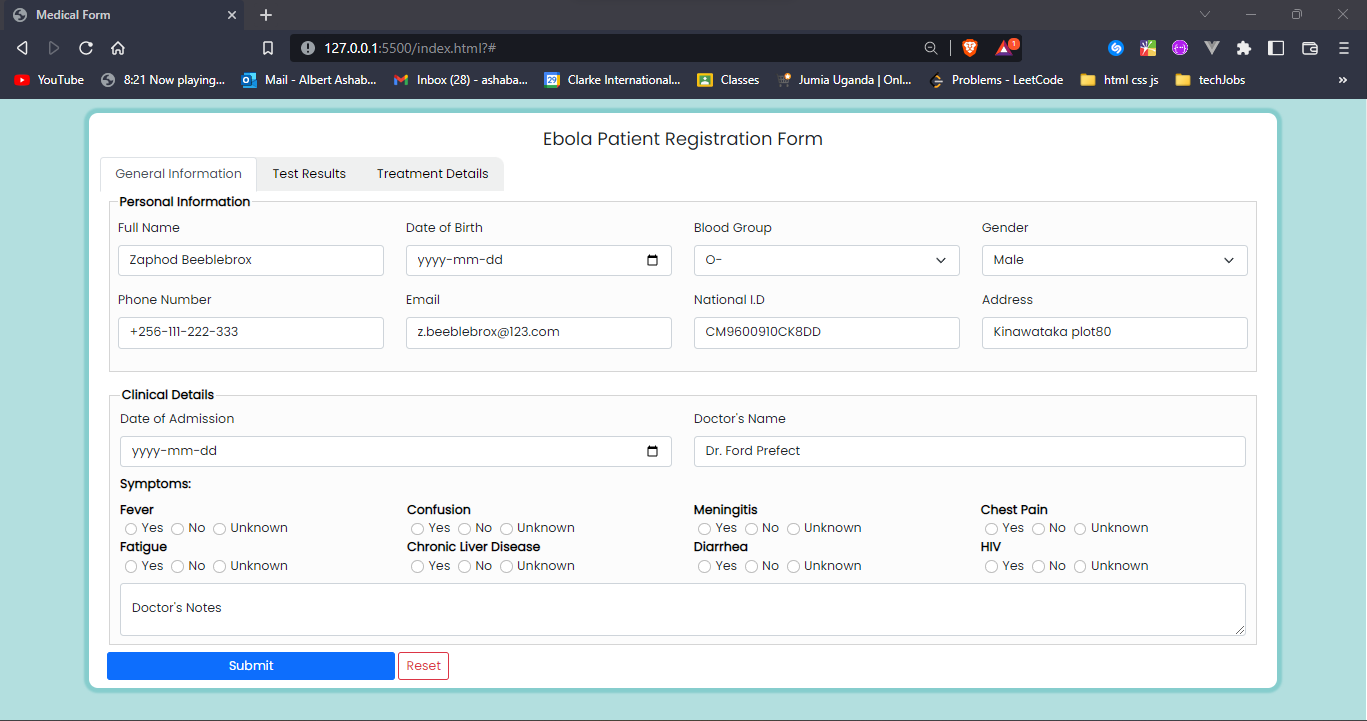 Medical Form
127.0.0.1:5500/index.html?#
1
YouTube 8:21 Now playing... Mail - Albert Ashab... Inbox (28) - ashaba... 29 Clarke International... Classes Jumia Uganda | Onl... Problems - LeetCode html css js techJobs »
Ebola Patient Registration Form
General Information Test Results Treatment Details
Personal Information
Full Name Date of Birth Blood Group Gender
Zaphod Beeblebrox yyyy-mm-dd O- Male
Phone Number Email National I.D Address
+256-111-222-333 z.beeblebrox@123.com CM9600910CK8DD Kinawataka plot80
Clinical Details
Date of Admission Doctor's Name
yyyy-mm-dd Dr. Ford Prefect
Symptoms:
Fever Confusion Meningitis Chest Pain
Yes No Unknown Yes No Unknown Yes No Unknown Yes No Unknown
Fatigue Chronic Liver Disease Diarrhea HIV
Yes No Unknown Yes No Unknown Yes No Unknown Yes No Unknown
Doctor's Notes
Submit Reset